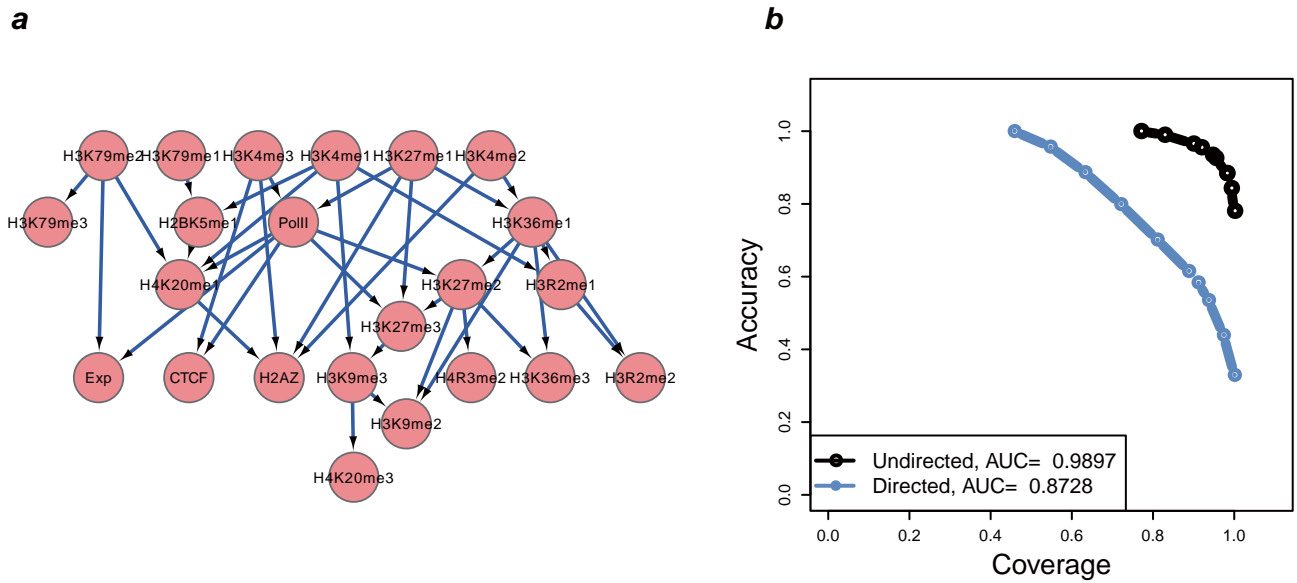 a
b
H3K79me2 H3K79me1 H3K4me3 H3K4me1 H3K27me1 H3K4me2
H3K79me3 H2BK5me1 PolII H3K36me1
H4K20me1 H3K27me2 H3R2me1
H3K27me3
Exp CTCF H2AZ H3K9me3 H4R3me2 H3K36me3 H3R2me2
H3K9me2
H4K20me3
Accuracy
1.0
0.8
0.6
0.4
0.2
0.0
Undirected, AUC= 0.9897
Directed, AUC= 0.8728
0.0 0.2 0.4 0.6 0.8 1.0
Coverage